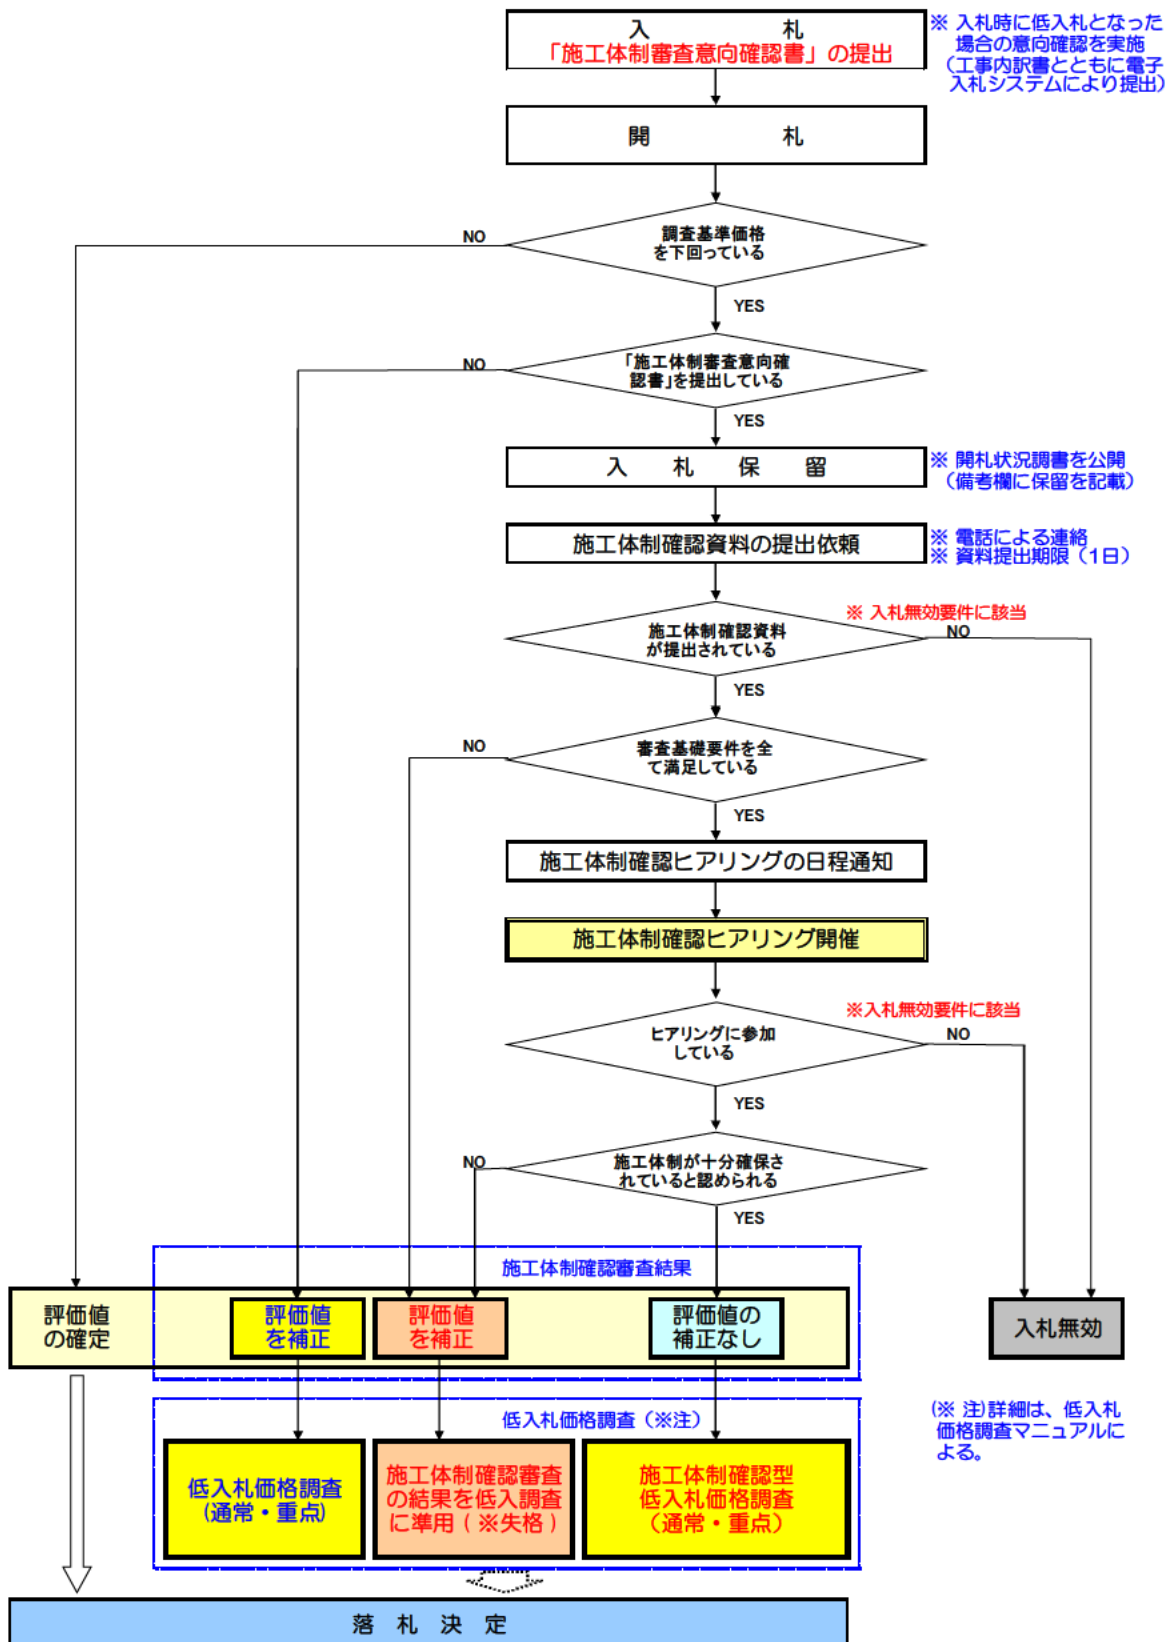 入　　　　　札
「施工体制審査意向確認書」の提出
※ 入札時に低入札となった
場合の意向確認を実施
（工事内訳書とともに電子
入札システムにより提出）
開　　　　　札
調査基準価格
を下回っている
NO
YES
「施工体制審査意向確
認書」を提出している
NO
YES
入　札　保　留
※ 開札状況調書を公開
（備考欄に保留を記載）
施工体制確認資料の提出依頼
※ 電話による連絡
※ 資料提出期限（1日）
※ 入札無効要件に該当
施工体制確認資料
が提出されている
NO
YES
審査基礎要件を全
て満足している
NO
YES
施工体制確認ヒアリングの日程通知
施工体制確認ヒアリング開催
※入札無効要件に該当
ヒアリングに参加
している
NO
YES
施工体制が十分確保さ
れていると認められる
NO
YES
施工体制確認審査結果
評価値
の確定
評価値
を補正
評価値
を補正
評価値の
補正なし
入札無効
低入札価格調査（※注）
(※ 注)詳細は、低入札
価格調査マニュアルに
よる。
低入札価格調査
(通常・重点)
施工体制確認審査
の結果を低入調査
に準用（ ※失格 ）
施工体制確認型
低入札価格調査
（通常・重点）
落　札　決　定